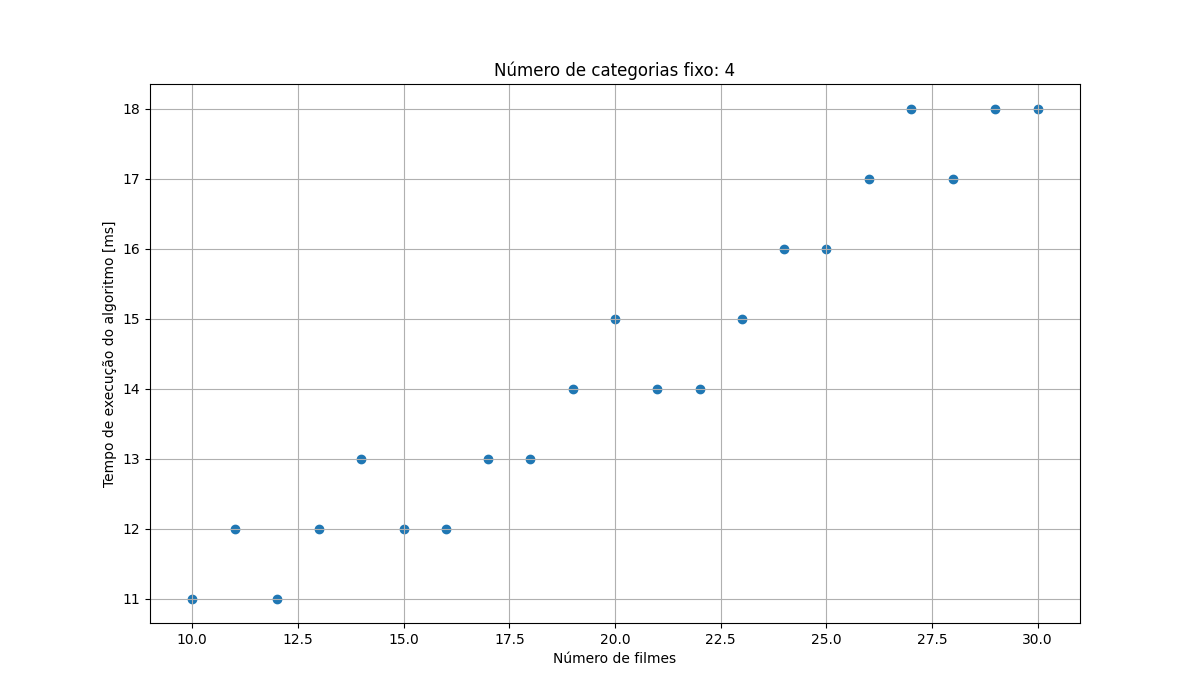 Número de categorias fixo: 4
18
17
16
15
14
13
12
11
Tempo de execução do algoritmo [ms]
10.0 12.5 15.0 17.5 20.0 22.5 25.0 27.5 30.0
Número de filmes